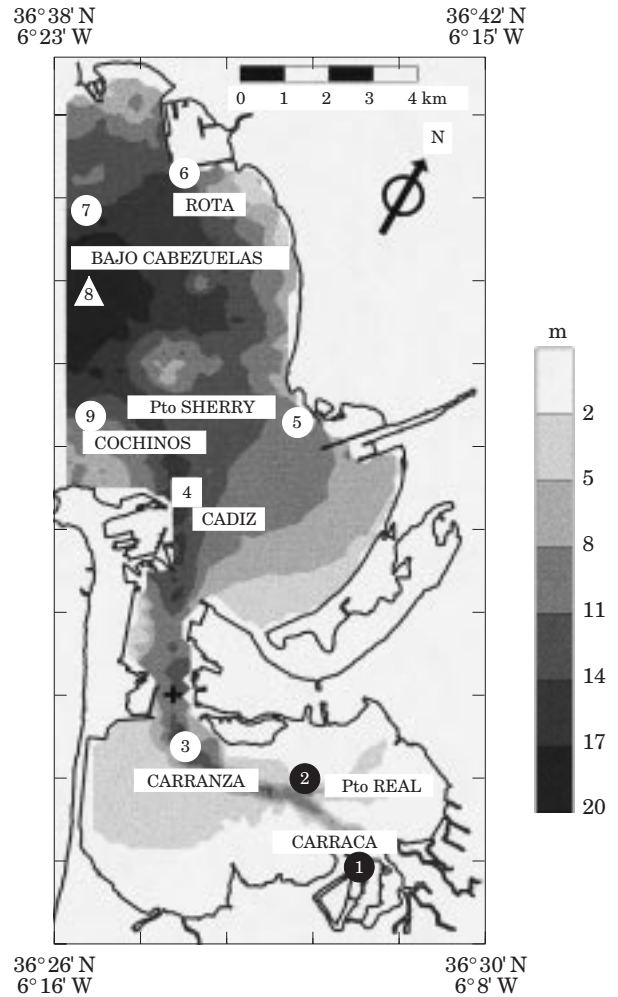 36° 38' N
6° 23' W
36° 42' N
6° 15' W
0 1 2 3 4 km
N
6
ROTA
7
BAJO CABEZUELAS
8
Pto SHERRY
5
9
COCHINOS
4
CADIZ
3
CARRANZA
2
Pto REAL
CARRACA
1
m
2
5
8
11
14
17
20
36° 26' N
6° 16' W
36° 30' N
6° 8' W